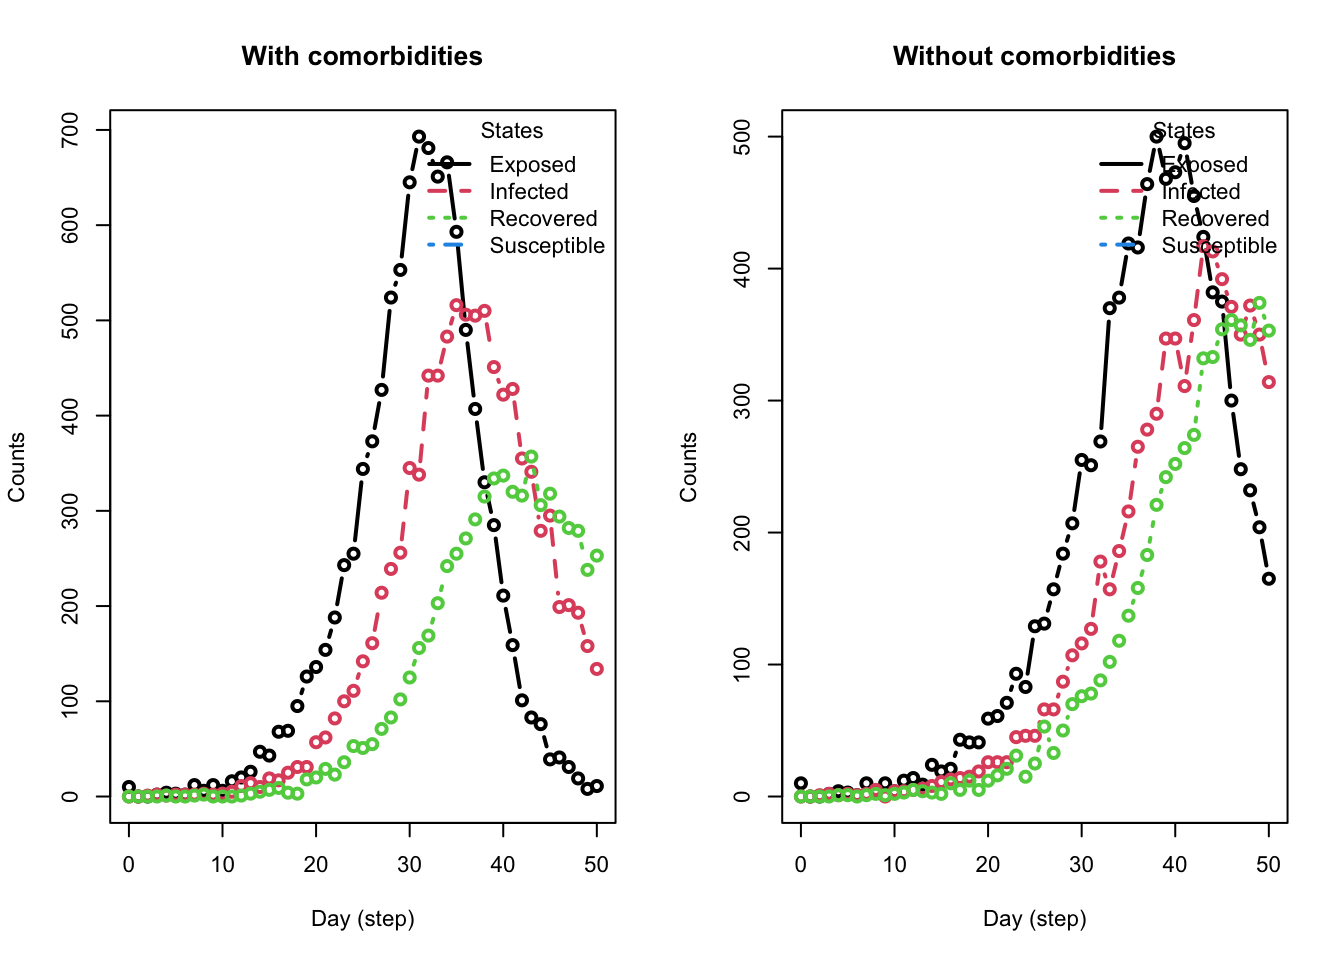 With comorbidities
Counts
0
100
200
300
400
500
600
700
States
Exposed
Infected
Recovered
Susceptible
0 10 20 30 40 50
Day (step)
Without comorbidities
Counts
0
100
200
300
400
500
States
Exposed
Infected
Recovered
Susceptible
0 10 20 30 40 50
Day (step)